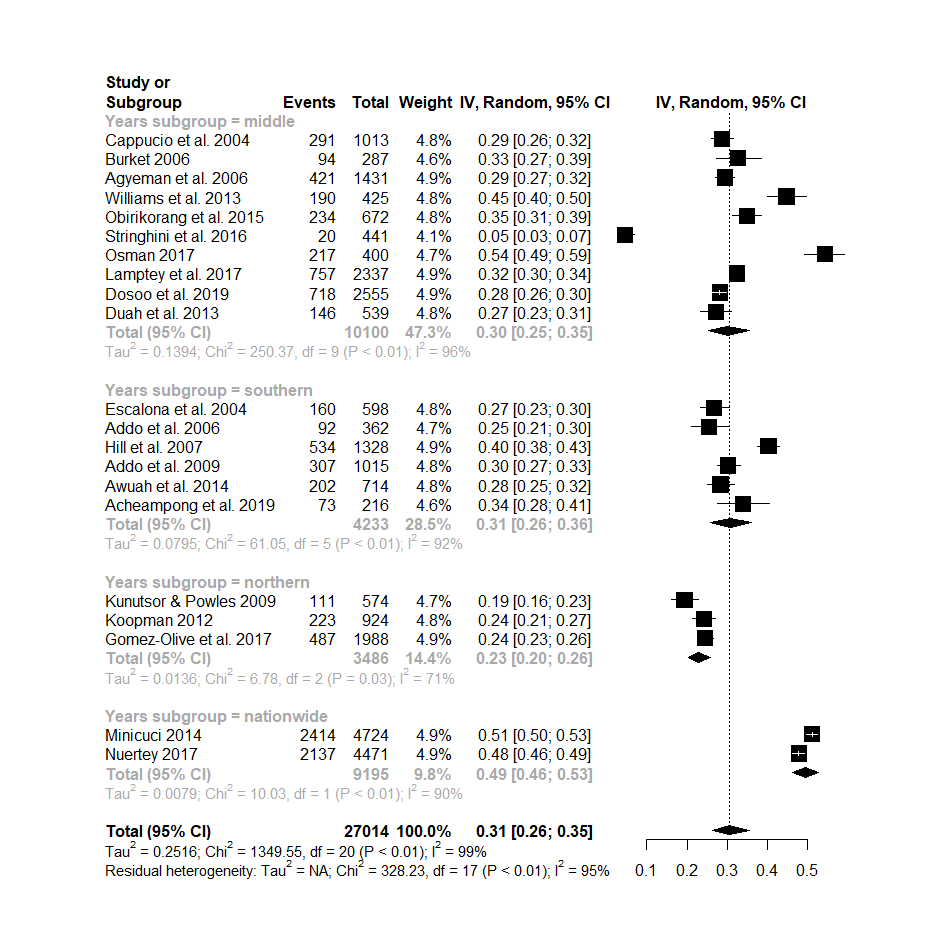 Study or
Subgroup Events Total Weight IV, Random, 95% CI IV, Random, 95% CI
Years subgroup = middle
Cappucio et al. 2004 291 1013 4.8% 0.29 [0.26; 0.32]
Burket 2006 94 287 4.6% 0.33 [0.27; 0.39]
Agyeman et al. 2006 421 1431 4.9% 0.29 [0.27; 0.32]
Williams et al. 2013 190 425 4.8% 0.45 [0.40; 0.50]
Obirikorang et al. 2015 234 672 4.8% 0.35 [0.31; 0.39]
Stringhini et al. 2016 20 441 4.1% 0.05 [0.03; 0.07]
Osman 2017 217 400 4.8% 0.54 [0.49; 0.59]
Lamptey et al. 2017 757 2337 4.9% 0.32 [0.30; 0.34]
Dosoo et al. 2019 718 2555 4.9% 0.28 [0.26; 0.30]
Duah et al. 2013 146 539 4.8% 0.27 [0.23; 0.31]
Total (95% CI) 10100 47.3% 0.30 [0.25; 0.35]
Tau² = 0.1394; Chi² = 250.37, df = 9 (P < 0.01); I² = 96%
Years subgroup = southern
Escalona et al. 2004 160 598 4.8% 0.27 [0.23; 0.30]
Addo et al. 2006 92 362 4.6% 0.25 [0.21; 0.30]
Hill et al. 2007 534 1328 4.9% 0.40 [0.38; 0.43]
Addo et al. 2009 307 1015 4.8% 0.30 [0.27; 0.33]
Awuah et al. 2014 202 714 4.8% 0.28 [0.25; 0.32]
Acheampong et al. 2019 73 216 4.6% 0.34 [0.28; 0.41]
Total (95% CI) 4233 28.5% 0.31 [0.26; 0.36]
Tau² = 0.0795; Chi² = 61.05, df = 5 (P < 0.01); I² = 92%
Years subgroup = northern
Kunutsor & Powles 2009 111 574 4.7% 0.19 [0.16; 0.23]
Koopman 2012 223 924 4.8% 0.24 [0.21; 0.27]
Gomez-Olive et al. 2017 487 1988 4.9% 0.24 [0.23; 0.26]
Total (95% CI) 3486 14.4% 0.23 [0.20; 0.26]
Tau² = 0.0136; Chi² = 6.78, df = 2 (P = 0.03); I² = 71%
Years subgroup = nationwide
Minicuci 2014 2414 4724 4.9% 0.51 [0.50; 0.53]
Nuertey 2017 2137 4471 4.9% 0.48 [0.46; 0.49]
Total (95% CI) 9195 9.8% 0.49 [0.46; 0.53]
Tau² = 0.0079; Chi² = 10.03, df = 1 (P < 0.01); I² = 90%
Total (95% CI) 27014 100.0% 0.31 [0.26; 0.35]
Tau² = 0.2516; Chi² = 1349.55, df = 20 (P < 0.01); I² = 99%
Residual heterogeneity: Tau² = NA; Chi² = 328.23, df = 17 (P < 0.01); I² = 95% 0.1 0.2 0.3 0.4 0.5